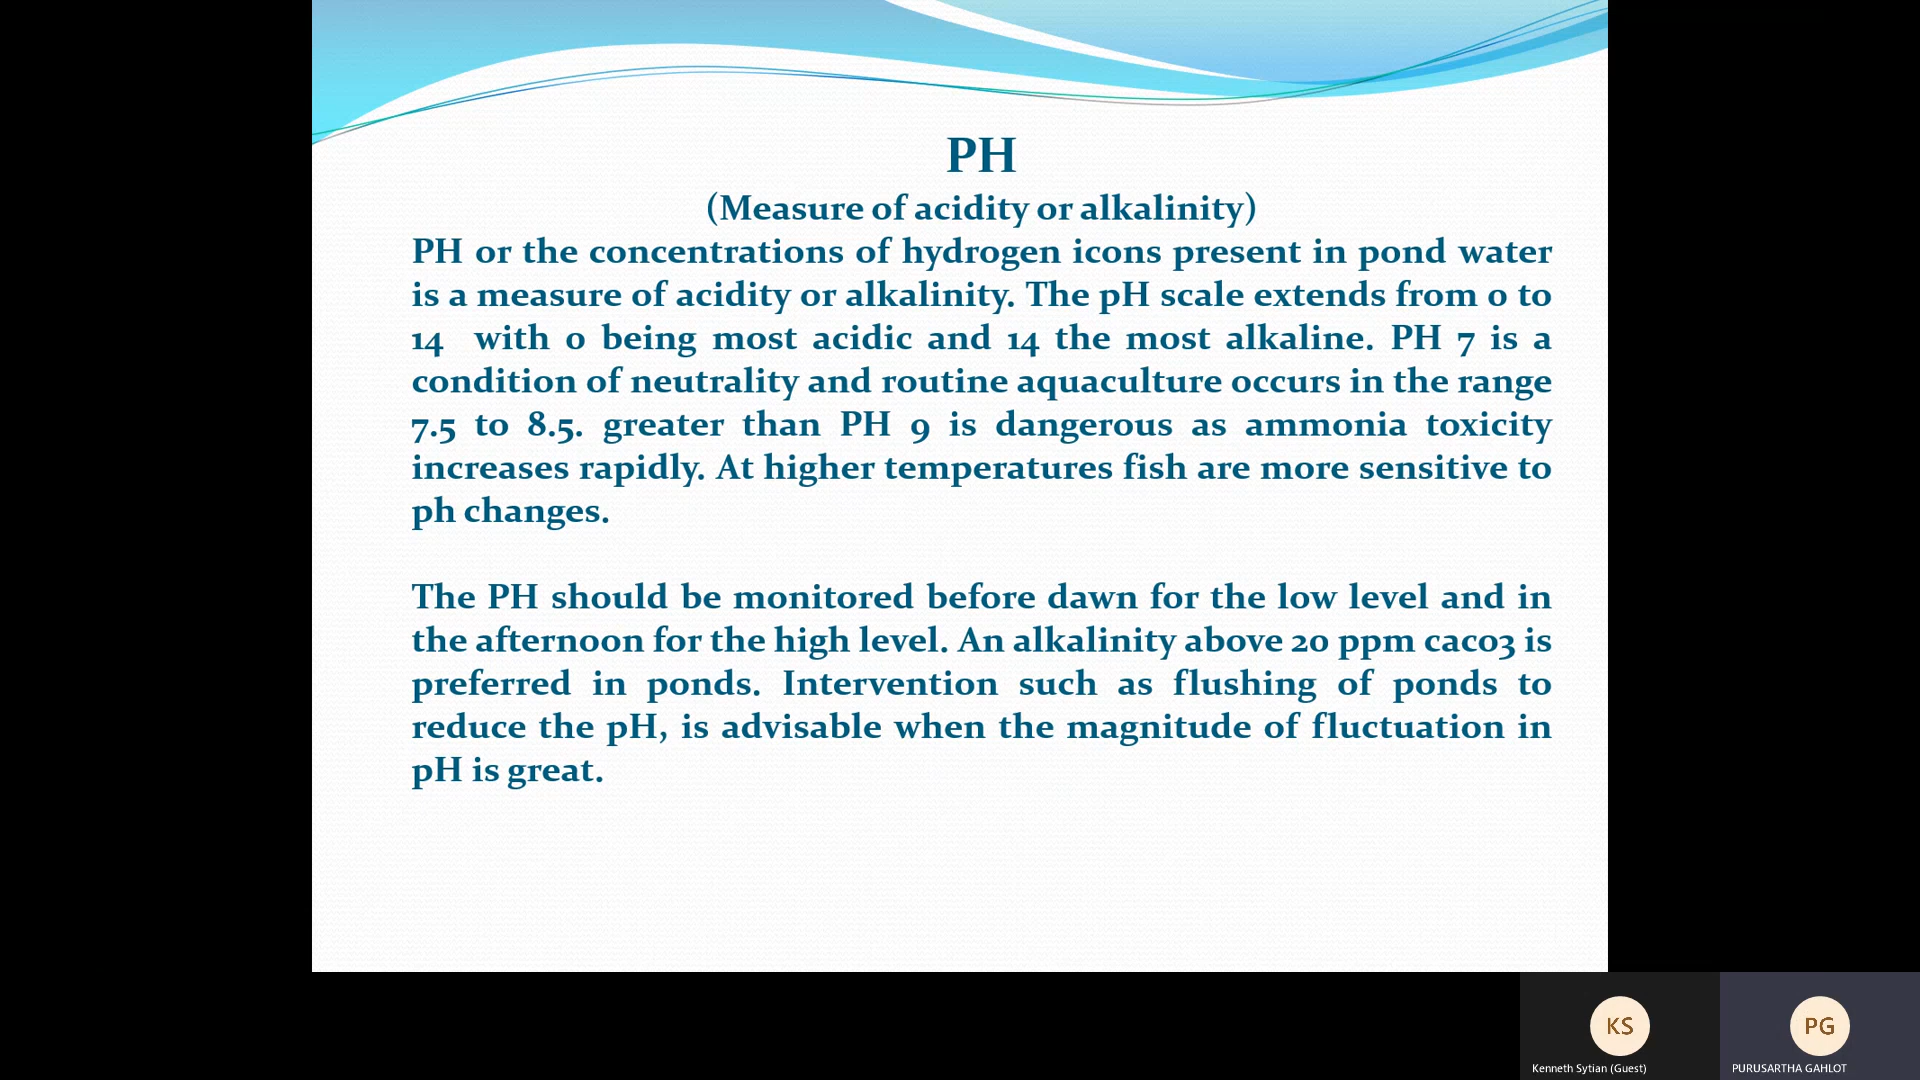 PH
(Measure of acidity or alkalinity)
PH or the concentrations of hydrogen icons present in pond water
is a measure of acidity or alkalinity. The pH scale extends from 0 to
14 with 0 being most acidic and 14 the most alkaline. PH 7 is a
condition of neutrality and routine aquaculture occurs in the range
7.5 to 8.5. greater than PH 9 is dangerous as ammonia toxicity
increases rapidly. At higher temperatures fish are more sensitive to
ph changes.
The PH should be monitored before dawn for the low level and in
the afternoon for the high level. An alkalinity above 20 ppm caco3 is
preferred in ponds. Intervention such as flushing of ponds to
reduce the pH, is advisable when the magnitude of fluctuation in
pH is great.
KS
PG
Kenneth Sytian (Guest)
PURUSARTHA GAHLOT